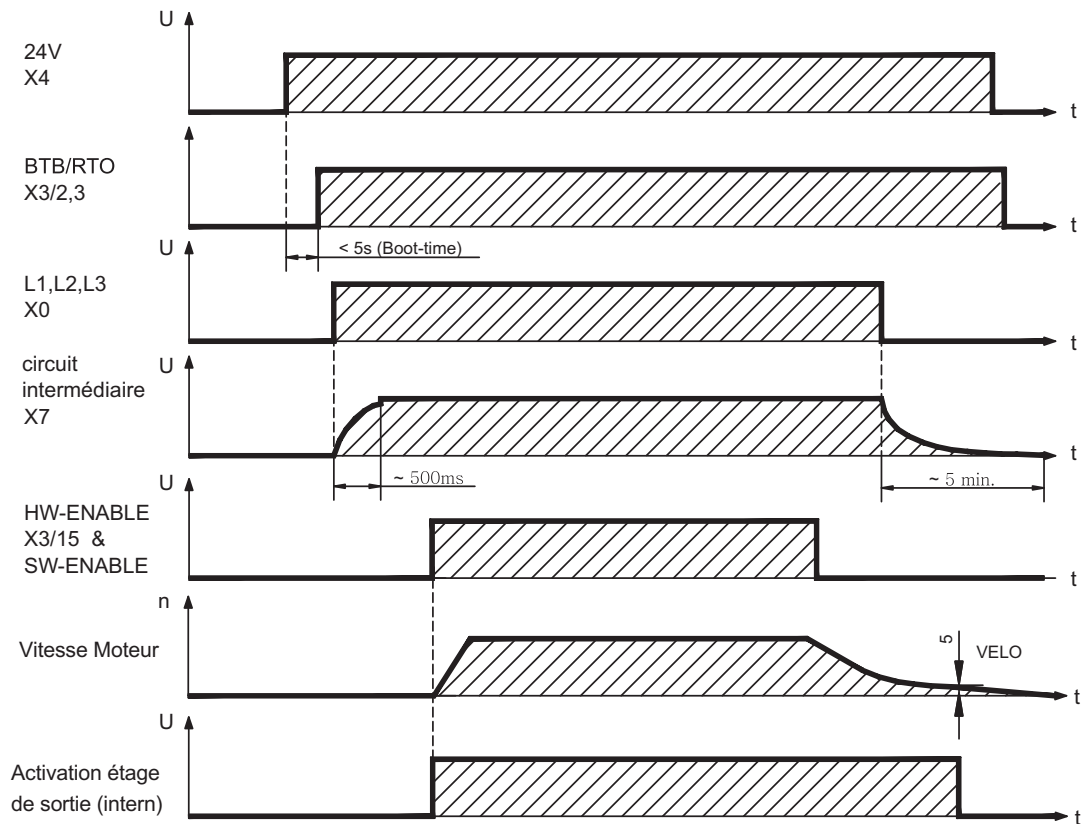 U
24V
X4
t
BTB/RTO
X3/2,3
t
< 5s (Boot-time)
U
L1,L2,L3
X0
t
circuit
intermédiaire
X7
U
t
~ 500ms
~ 5 min.
U
HW-ENABLE
X3/15 &
SW-ENABLE
t
n
Vitesse Moteur
5
VELO
t
U
Activation étage
de sortie (intern)
t